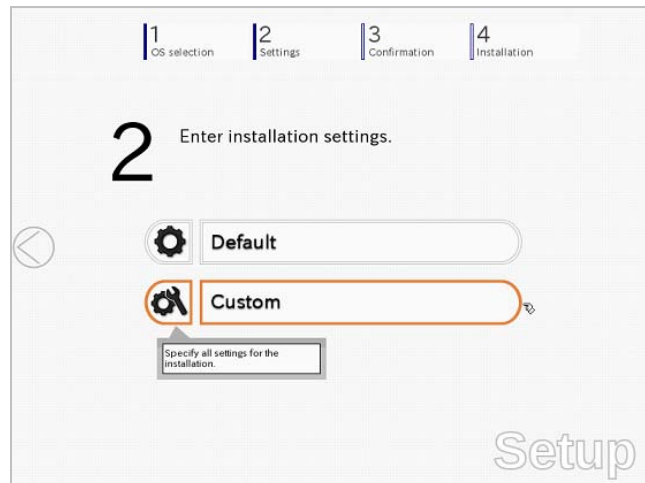 1
OS selection
2
Settings
3
Confirmation
4
Installation
2
Enter installation settings.
Default
Custom
Specify all settings for the
installation.
Setup